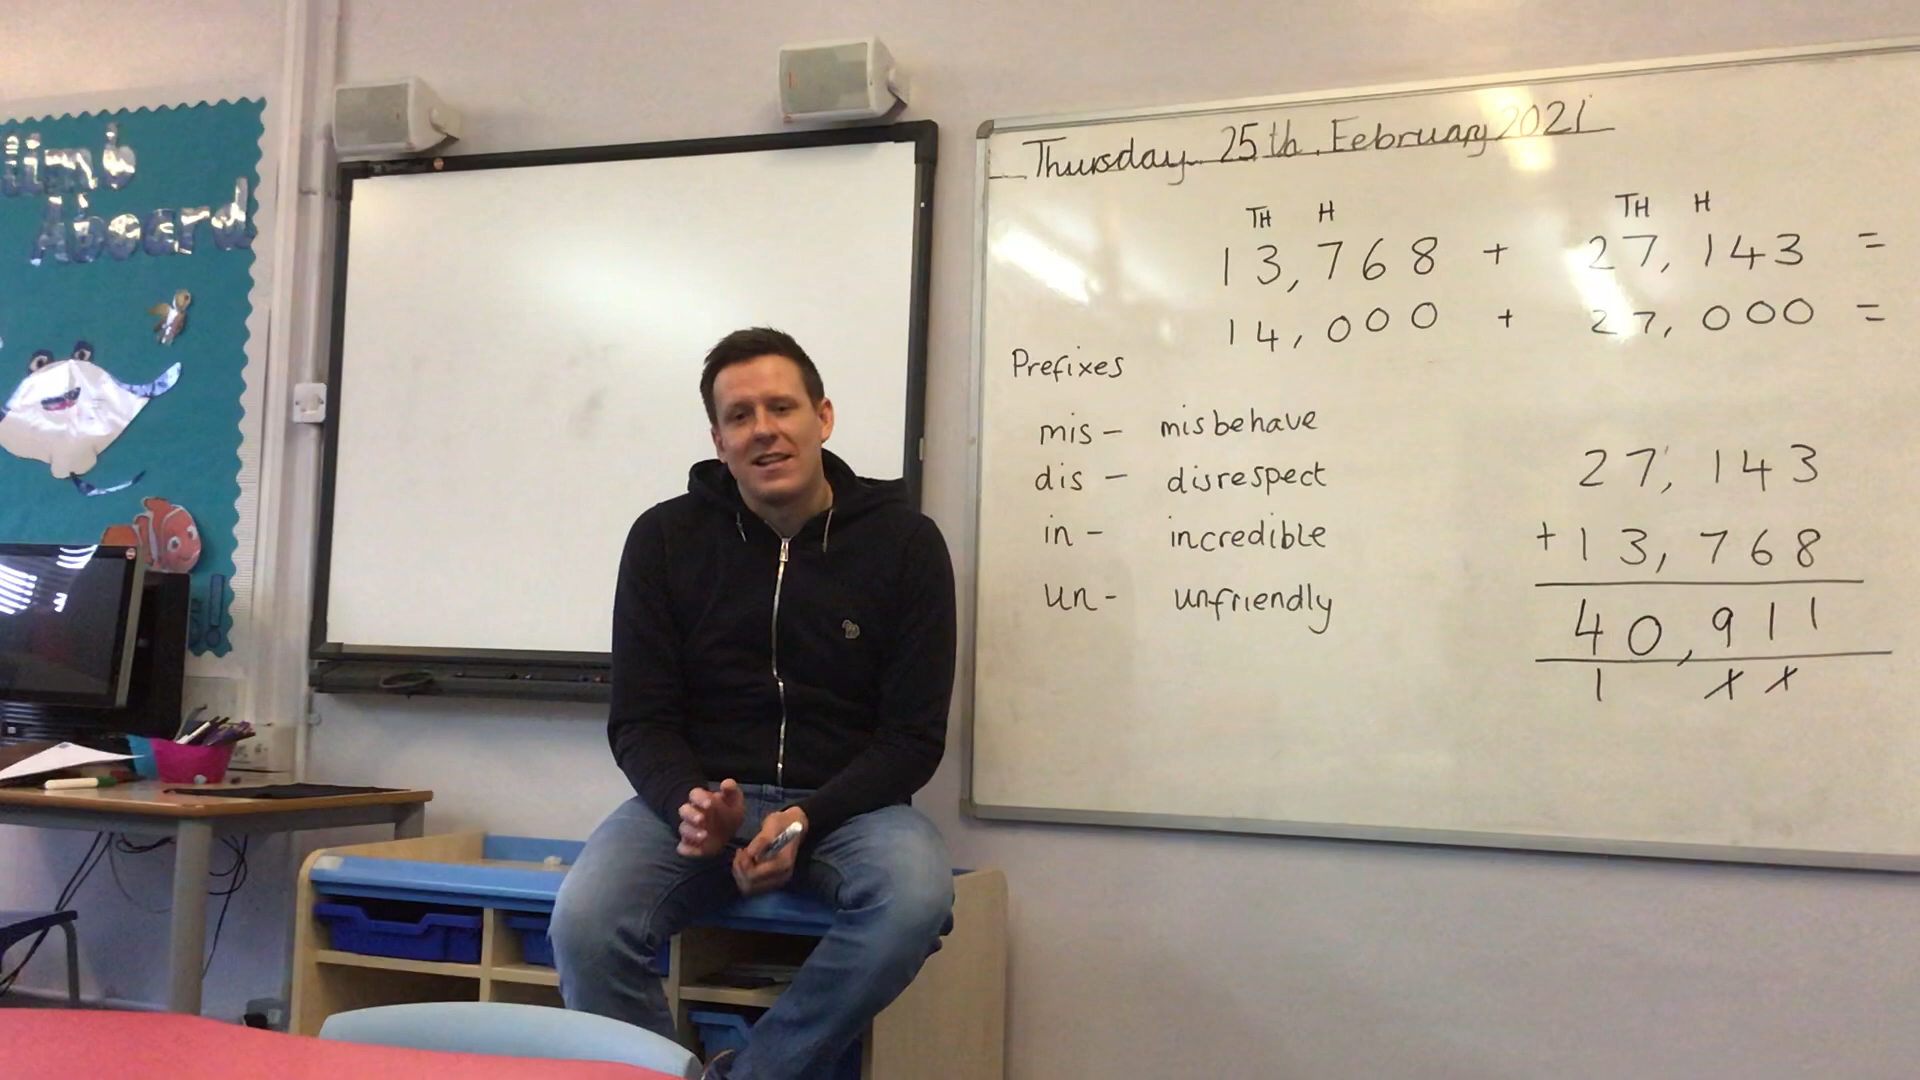 limb
Aboard
Thursday 25th February 2021
TH H TH H
13,768 + 27,143 =
14,000 + 27,000 =
Prefixes
mis - misbehave
dis - disrespect
in - incredible
un - unfriendly
27,143
+ 13,768
40,911
1